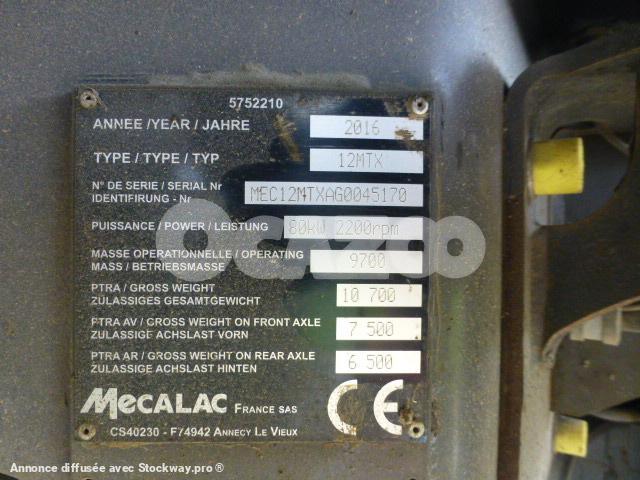 5752210
ANNEE /YEAR / JAHRE 2016
TYPE / TYPE / TYP 12MTX
N° DE SERIE / SERIAL Nr
IDENTIFIRUNG - Nr MEC12MTXAG0045170
PUISSANCE / POWER / LEISTUNG 80kW 2200rpm
MASSE OPERATIONNELLE / OPERATING
MASS / BETRIEBSMASSE 9700
PTRA / GROSS WEIGHT
ZULASSIGES GESAMTGEWICHT 10 700
PTRA AV / GROSS WEIGHT ON FRONT AXLE
ZULASSIGE ACHSLAST VORN 7 500
PTRA AR / GROSS WEIGHT ON REAR AXLE
ZULASSIGE ACHSLAST HINTEN 6 500
MECALAC FRANCE SAS
CE
CS40230 - F74942 ANNECY LE VIEUX
OCAZOO
Annonce diffusée avec Stockway.pro®